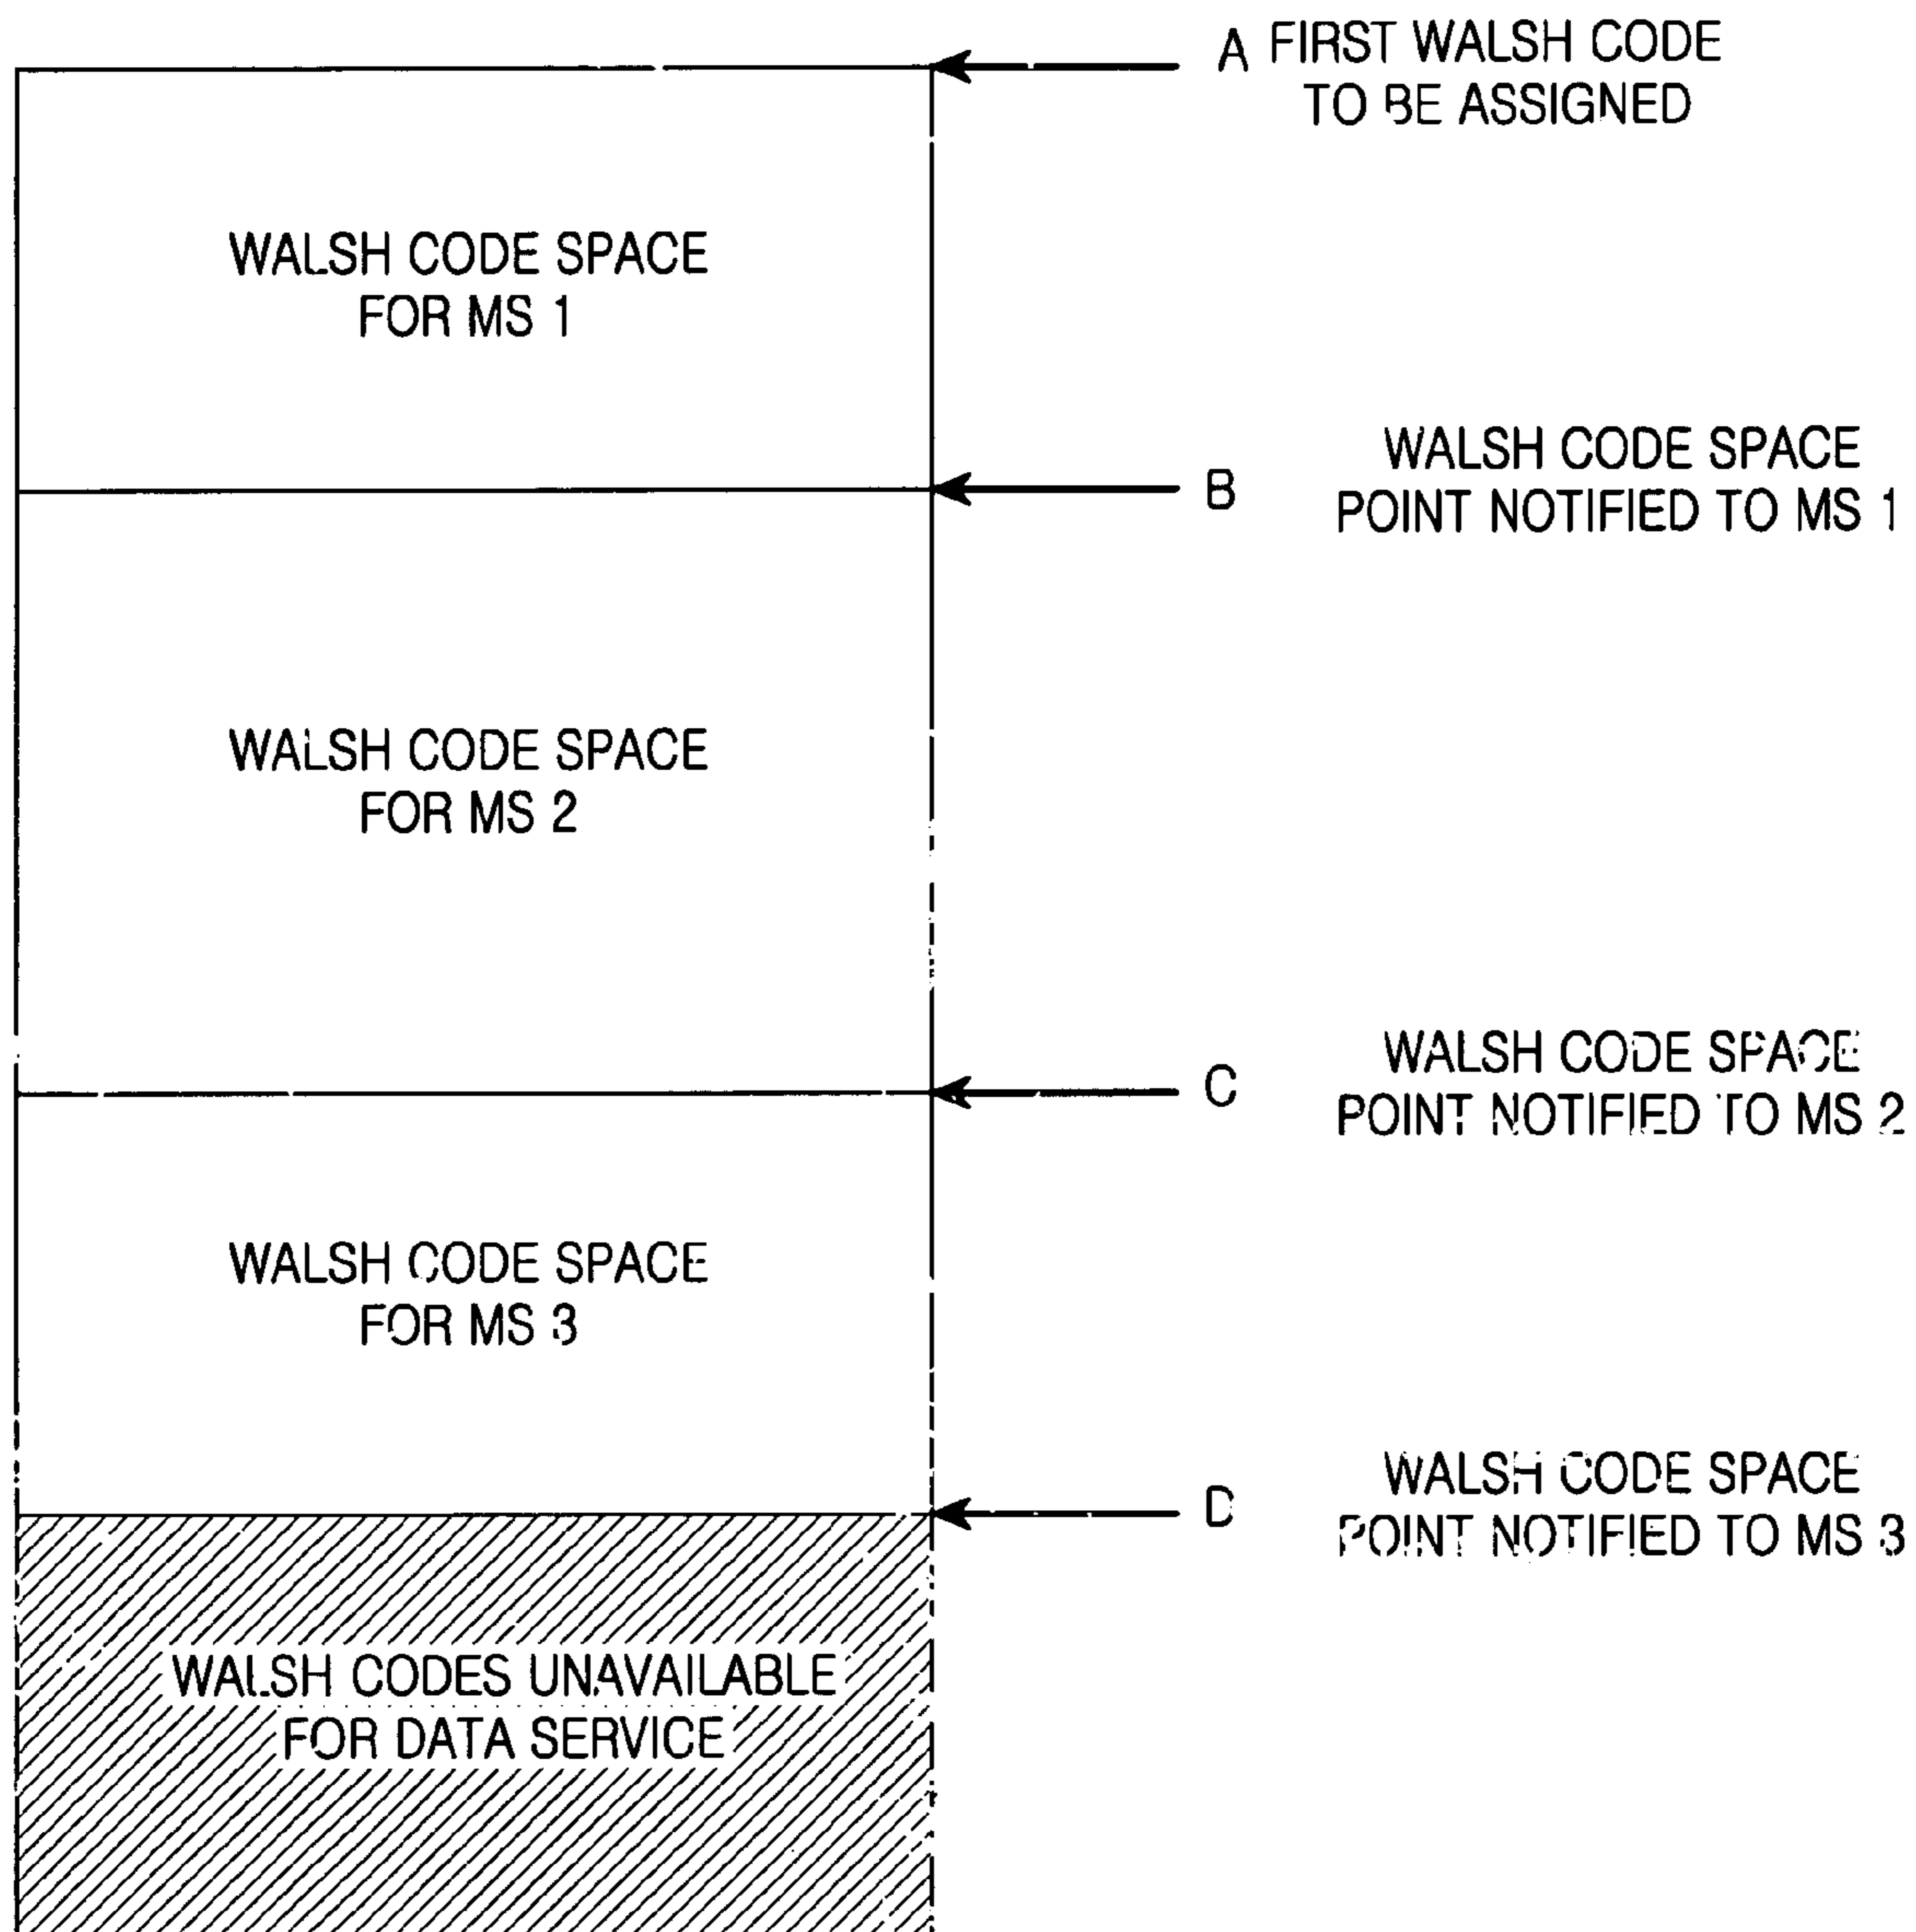 A FIRST WALSH CODE
TO BE ASSIGNED
WALSH CODE SPACE
FOR MS 1
B
WALSH CODE SPACE
POINT NOTIFIED TO MS 1
WALSH CODE SPACE
FOR MS 2
C
WALSH CODE SPACE
POINT NOTIFIED TO MS 2
WALSH CODE SPACE
FOR MS 3
D
WALSH CODE SPACE
POINT NOTIFIED TO MS 3
WALSH CODES UNAVAILABLE
FOR DATA SERVICE